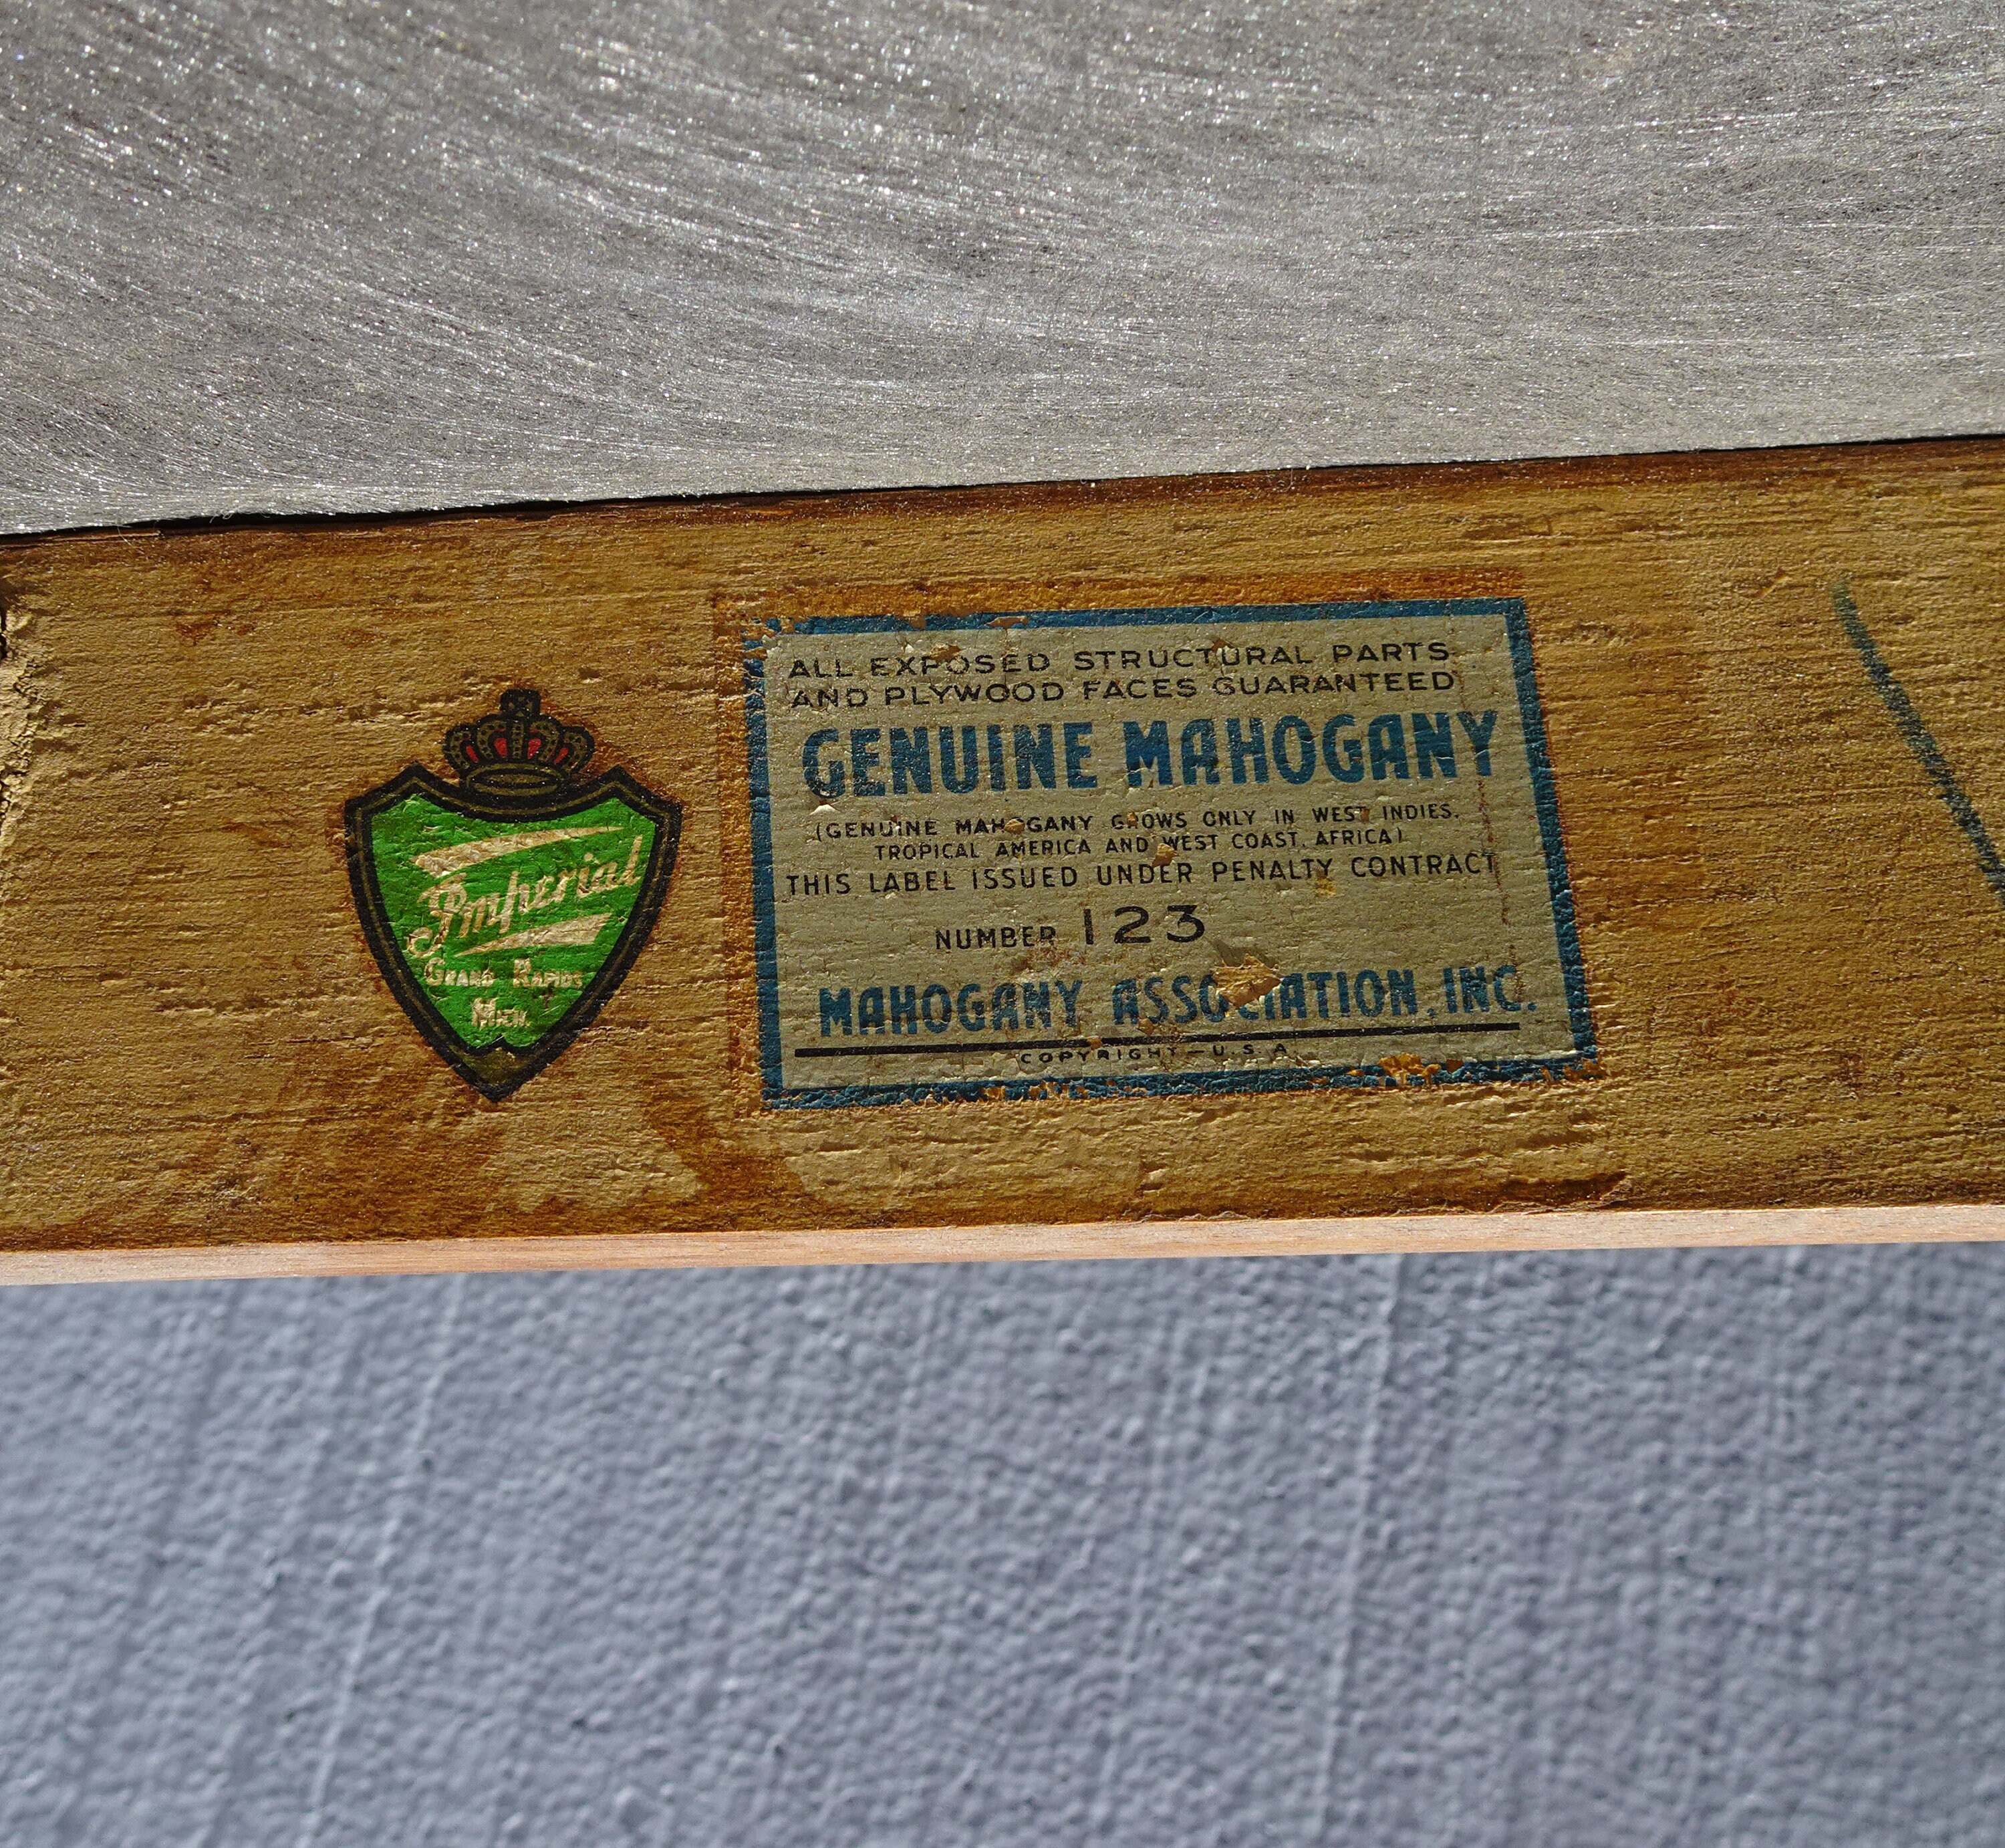 Imperial
GRAND RAPIDS
MICH.
ALL EXPOSED STRUCTURAL PARTS
AND PLYWOOD FACES GUARANTEED
GENUINE MAHOGANY
(GENUINE MAHOGANY GROWS ONLY IN WEST INDIES,
TROPICAL AMERICA AND WEST COAST, AFRICA)
THIS LABEL ISSUED UNDER PENALTY CONTRACT
NUMBER 123
MAHOGANY ASSOCIATION, INC.
COPYRIGHT — U.S.A.